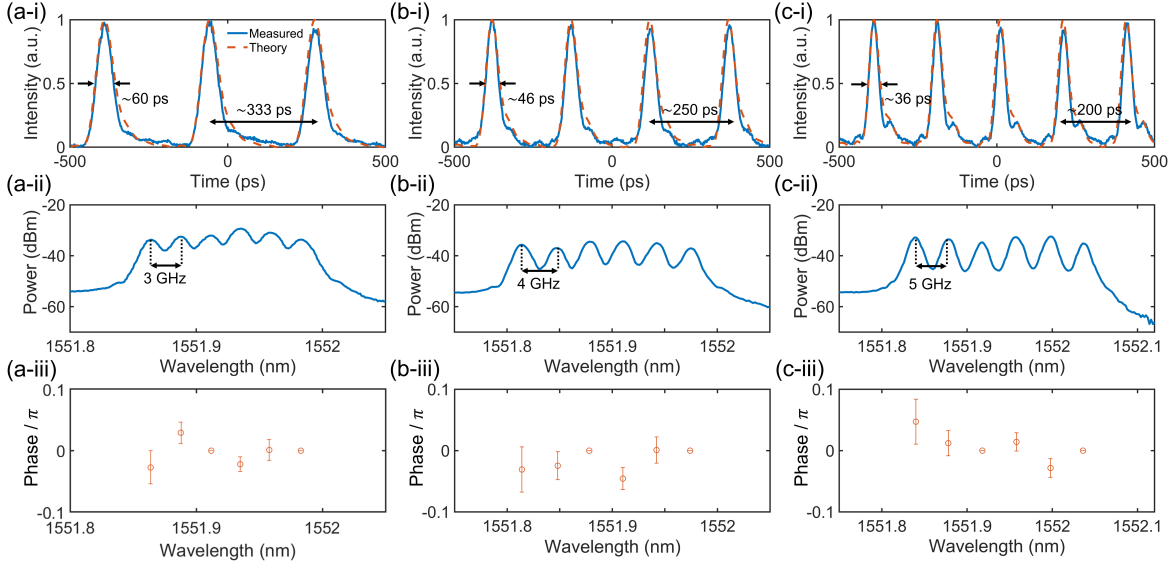 (a-i)
Intensity (a.u.)
1
0.5
0
Measured
Theory
~60 ps
~333 ps
-500
0
500
Time (ps)
(b-i)
Intensity (a.u.)
1
0.5
0
~46 ps
~250 ps
-500
0
500
Time (ps)
(c-i)
Intensity (a.u.)
1
0.5
0
~36 ps
~200 ps
-500
0
500
Time (ps)
(a-ii)
Power (dBm)
-20
-40
-60
3 GHz
1551.8
1551.9
1552
Wavelength (nm)
(b-ii)
Power (dBm)
-20
-40
-60
4 GHz
1551.8
1551.9
1552
Wavelength (nm)
(c-ii)
Power (dBm)
-20
-40
-60
5 GHz
1551.8
1551.9
1552
1552.1
Wavelength (nm)
(a-iii)
Phase / π
0.1
0
-0.1
1551.8
1551.9
1552
Wavelength (nm)
(b-iii)
Phase / π
0.1
0
-0.1
1551.8
1551.9
1552
Wavelength (nm)
(c-iii)
Phase / π
0.1
0
-0.1
1551.8
1551.9
1552
1552.1
Wavelength (nm)